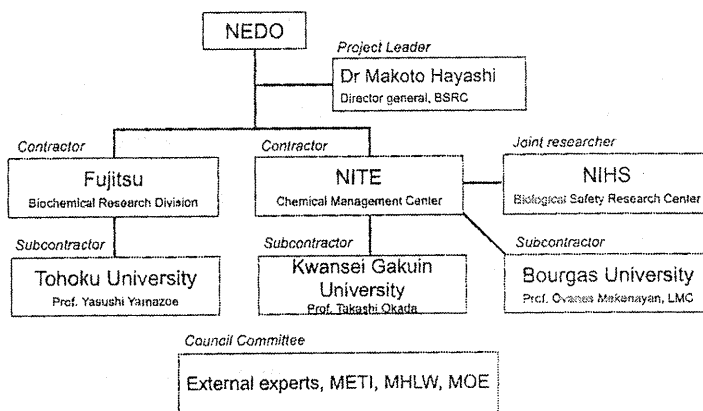 NEDO
Project Leader
Dr Makoto Hayashi
Director general, BSRC
Contractor
Fujitsu
Biochemical Research Division
Contractor
NITE
Chemical Management Center
Joint researcher
NIHS
Biological Safety Research Center
Subcontractor
Tohoku University
Prof. Yasushi Yamazoe
Subcontractor
Kwansei Gakuin
University
Prof. Takashi Okada
Subcontractor
Bourgas University
Prof. Ovanes Mekenayan, LMC
Council Committee
External experts, METI, MHLW, MOE